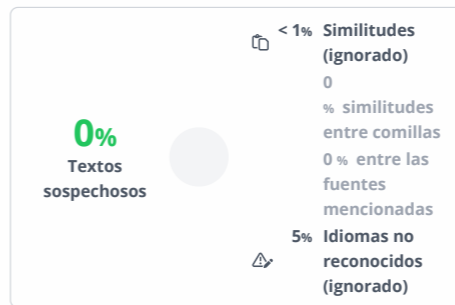 0%
Textos
sospechosos
< 1% Similitudes
(ignorado)
0
% similitudes
entre comillas
0 % entre las
fuentes
mencionadas
5% Idiomas no
reconocidos
(ignorado)